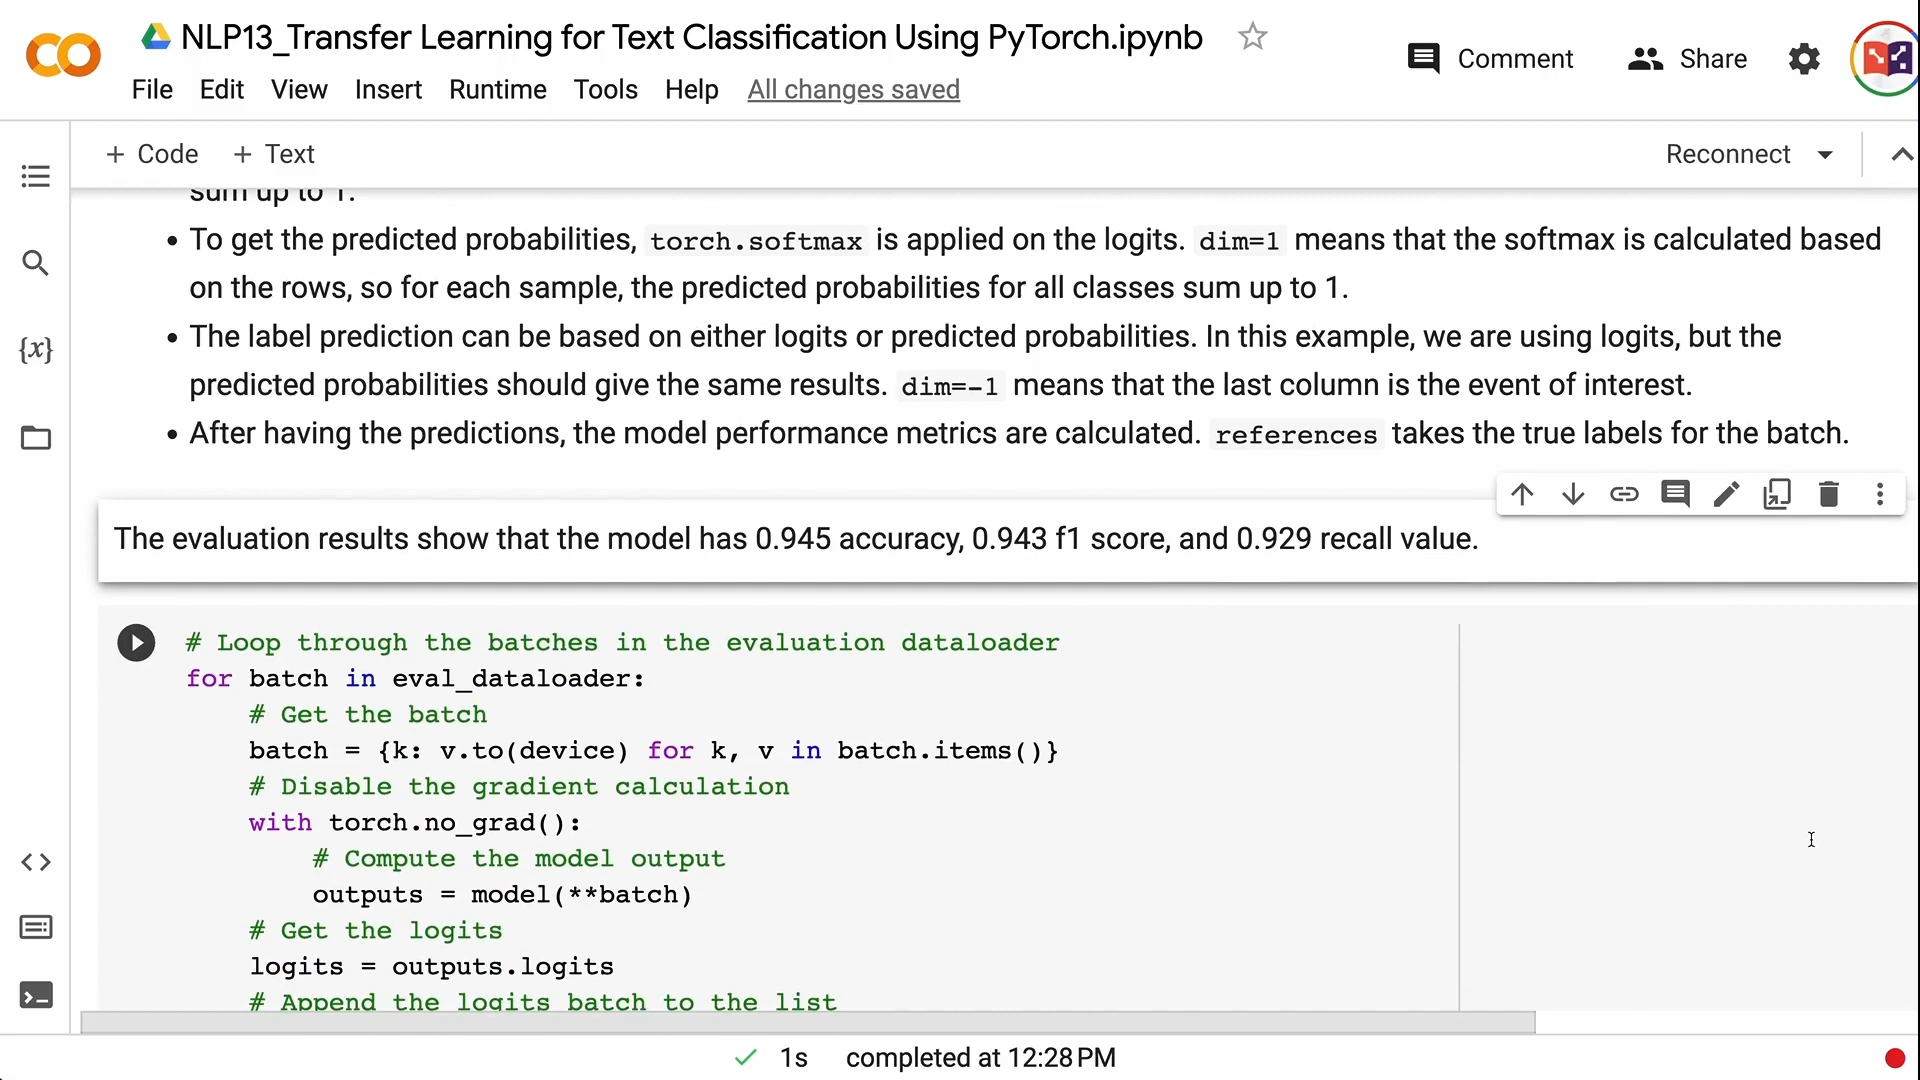 NLP13_Transfer Learning for Text Classification Using PyTorch.ipynb
Comment
Share
File Edit View Insert Runtime Tools Help All changes saved
+ Code + Text
Reconnect
sum up to 1.
• To get the predicted probabilities, torch.softmax is applied on the logits. dim=1 means that the softmax is calculated based
on the rows, so for each sample, the predicted probabilities for all classes sum up to 1.
• The label prediction can be based on either logits or predicted probabilities. In this example, we are using logits, but the
predicted probabilities should give the same results. dim=-1 means that the last column is the event of interest.
• After having the predictions, the model performance metrics are calculated. references takes the true labels for the batch.
The evaluation results show that the model has 0.945 accuracy, 0.943 f1 score, and 0.929 recall value.
# Loop through the batches in the evaluation dataloader
for batch in eval_dataloader:
# Get the batch
batch = {k: v.to(device) for k, v in batch.items()}
# Disable the gradient calculation
with torch.no_grad():
# Compute the model output
outputs = model(**batch)
# Get the logits
logits = outputs.logits
# Append the logits batch to the list
1s completed at 12:28 PM